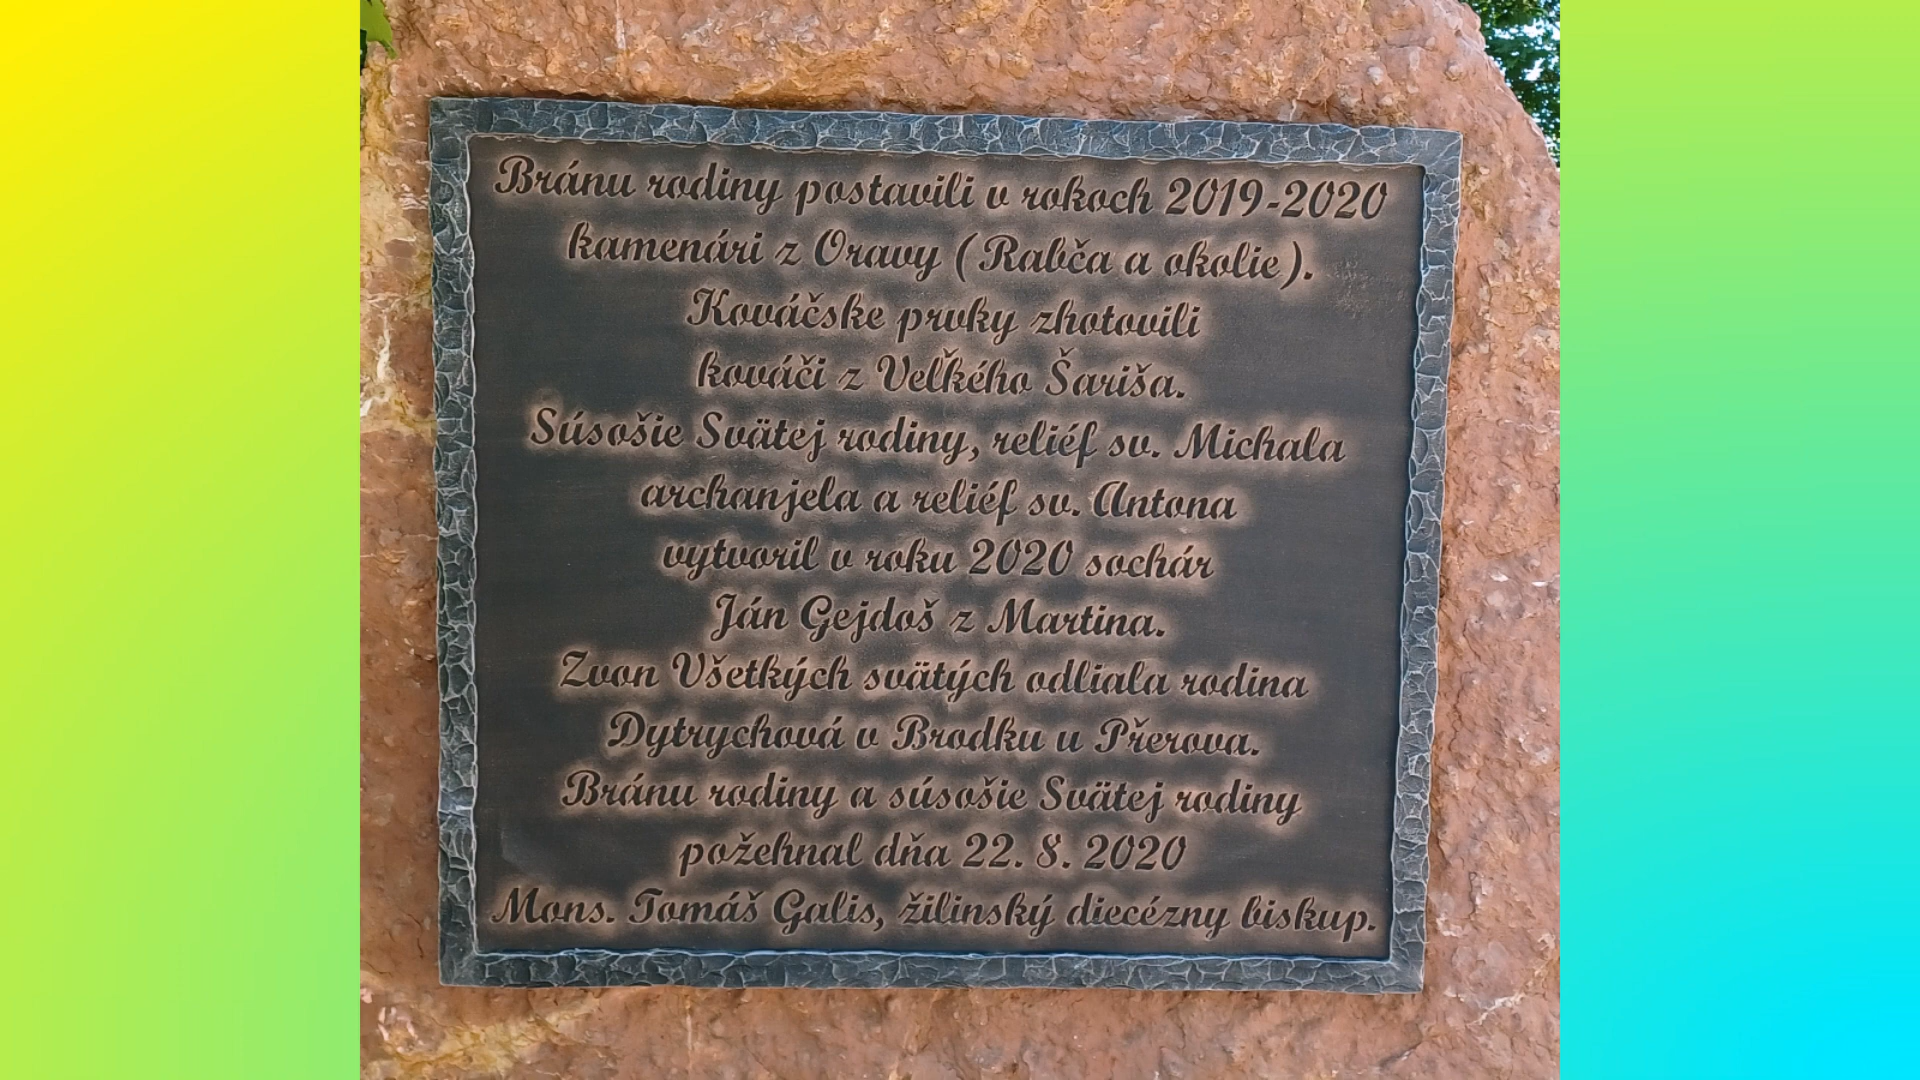 Bránu rodiny postavili v rokoch 2019-2020
kamenári z Oravy (Rabča a okolie).
Kováčske prvky zhotovili
kováči z Veľkého Šariša.
Súsošie Svätej rodiny, reliéf sv. Michala
archanjela a reliéf sv. Antona
vytvoril v roku 2020 sochár
Ján Gejdoš z Martina.
Zvon Všetkých svätých odliala rodina
Dytrychová v Brodku u Přerova.
Bránu rodiny a súsošie Svätej rodiny
požehnal dňa 22. 8. 2020
Mons. Tomáš Galis, žilinský diecézny biskup.